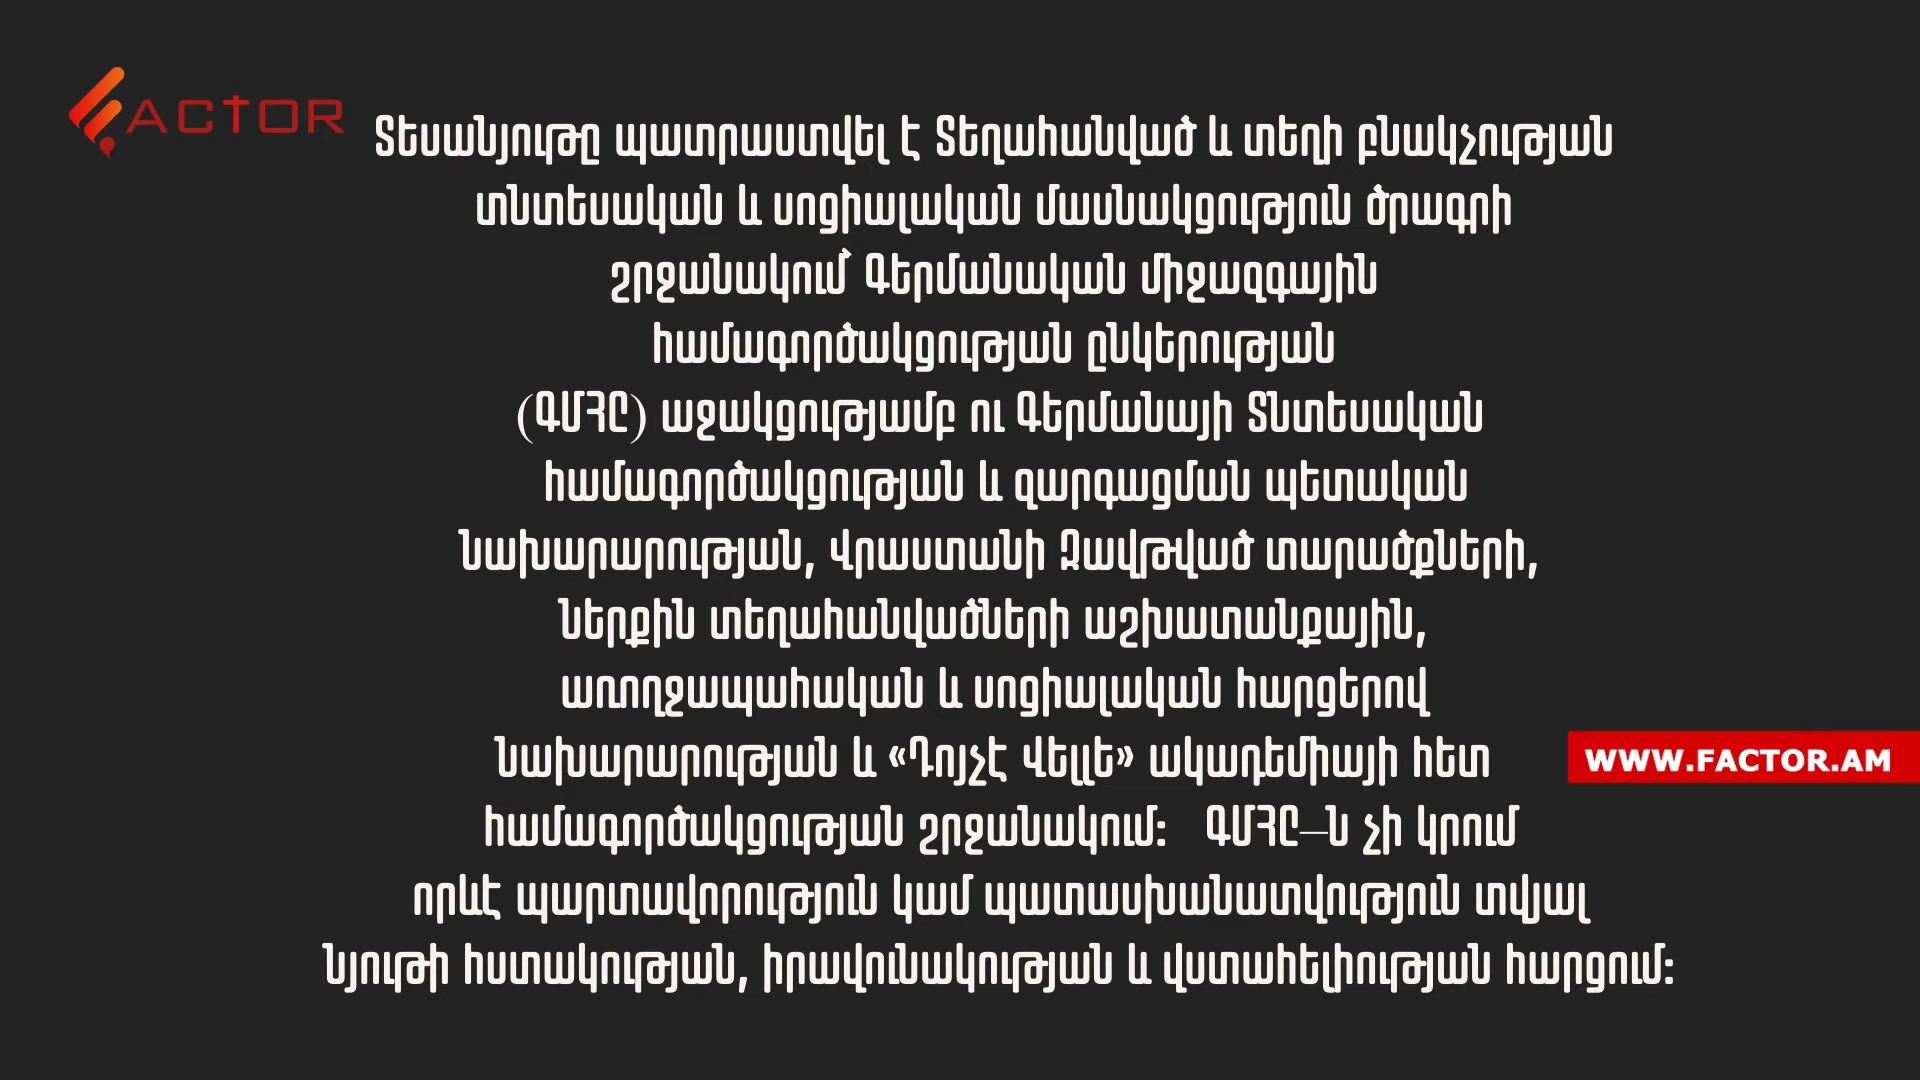 FACTOR
Տեսանյութը պատրաստվել է Տեղահանված և տեղի բնակչության
տնտեսական և սոցիալական մասնակցություն ծրագրի
շրջանակում՝ Գերմանական միջազգային
համագործակցության ընկերության
(ԳՄՀԸ) աջակցությամբ ու Գերմանայի Տնտեսական
համագործակցության և զարգացման պետական
նախարարության, Վրաստանի Զավթված տարածքների,
ներքին տեղահանվածների աշխատանքային,
առողջապահական և սոցիալական հարցերով
նախարարության և «Դոյչէ Վելլե» ակադեմիայի հետ
WWW.FACTOR.AM
համագործակցության շրջանակում: ԳՄՀԸ–ն չի կրում
որևէ պարտավորություն կամ պատասխանատվություն տվյալ
նյութի հստակության, իրավունակության և վստահելիության հարցում: